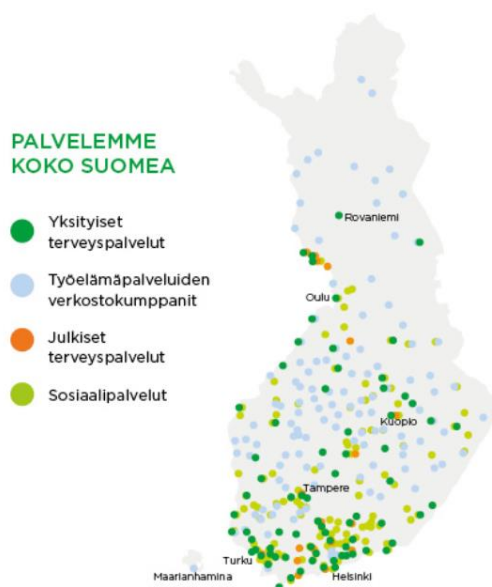 PALVELEMME
KOKO SUOMEA
Yksityiset
terveyspalvelut
Työelämäpalveluiden
verkostokumppanit
Julkiset
terveyspalvelut
Sosiaalipalvelut
Rovaniemi
Oulu
Kuopio
Tampere
Turku
Helsinki
Maarianhamina